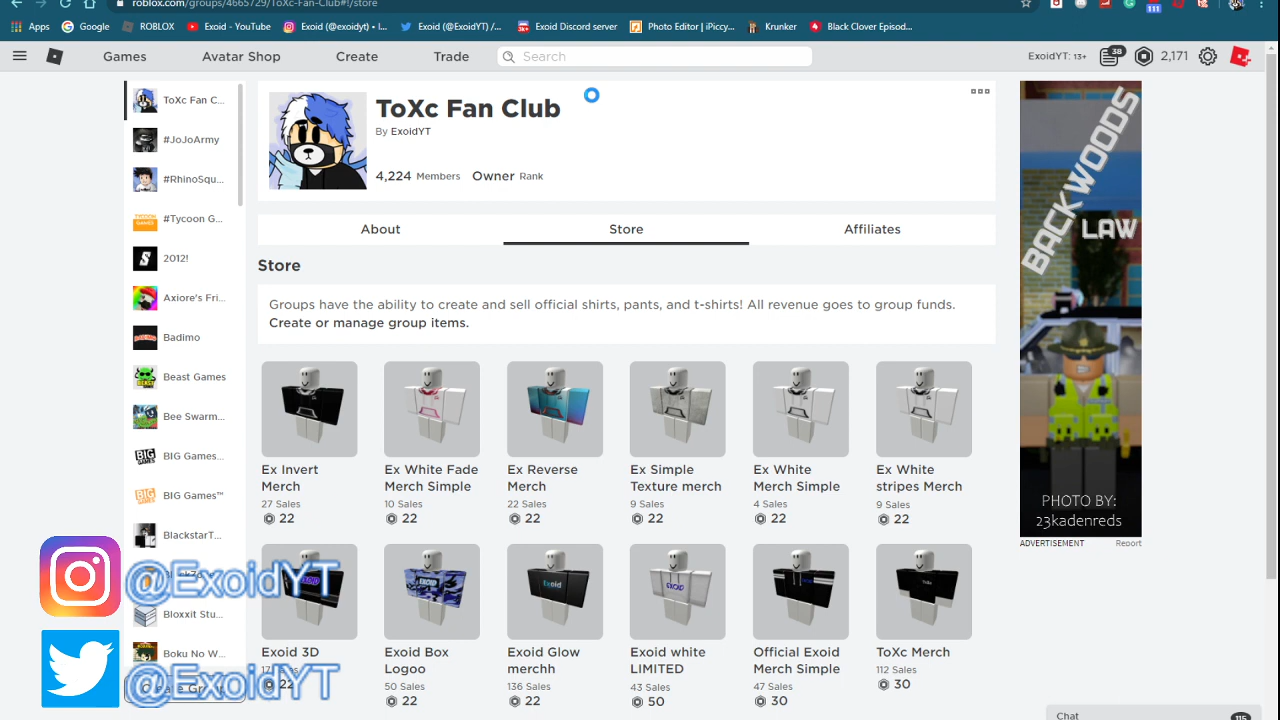 roblox.com/groups/4665729/ToXc-Fan-Club#!/store
Apps Google ROBLOX Exoid - YouTube Exoid (@exoidyt) • I... Exoid (@ExoidYT) /... Exoid Discord server Photo Editor | iPiccy... Krunker Black Clover Episod...
111
Games Avatar Shop Create Trade Search ExoidYT: 13+ 38 2,171
ToXc Fan C...
#JoJoArmy
#RhinoSqu...
#Tycoon G...
2012!
Axiore's Fri...
Badimo
Beast Games
Bee Swarm...
BIG Games...
BIG Games™
BlackstarT...
Bloxxit Stu...
Boku No W...
ToXc Fan Club
By ExoidYT
4,224 Members Owner Rank
About Store Affiliates
Store
Groups have the ability to create and sell official shirts, pants, and t-shirts! All revenue goes to group funds.
Create or manage group items.
Ex Invert Merch
27 Sales
22
Ex White Fade Merch Simple
10 Sales
22
Ex Reverse Merch
22 Sales
22
Ex Simple Texture merch
9 Sales
22
Ex White Merch Simple
4 Sales
22
Ex White stripes Merch
9 Sales
22
Exoid 3D
22
Exoid Box Logoo
50 Sales
22
Exoid Glow merchh
136 Sales
22
Exoid white LIMITED
43 Sales
50
Official Exoid Merch Simple
47 Sales
30
ToXc Merch
112 Sales
30
@ExoidYT
@ExoidYT
BACKWOODS
LAW
PHOTO BY:
23kadenreds
ADVERTISEMENT Report
Chat 115